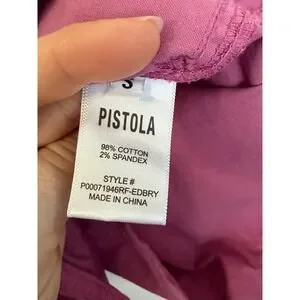 S
PISTOLA
98% COTTON
2% SPANDEX
STYLE #
P00071946RF-EDBRY
MADE IN CHINA